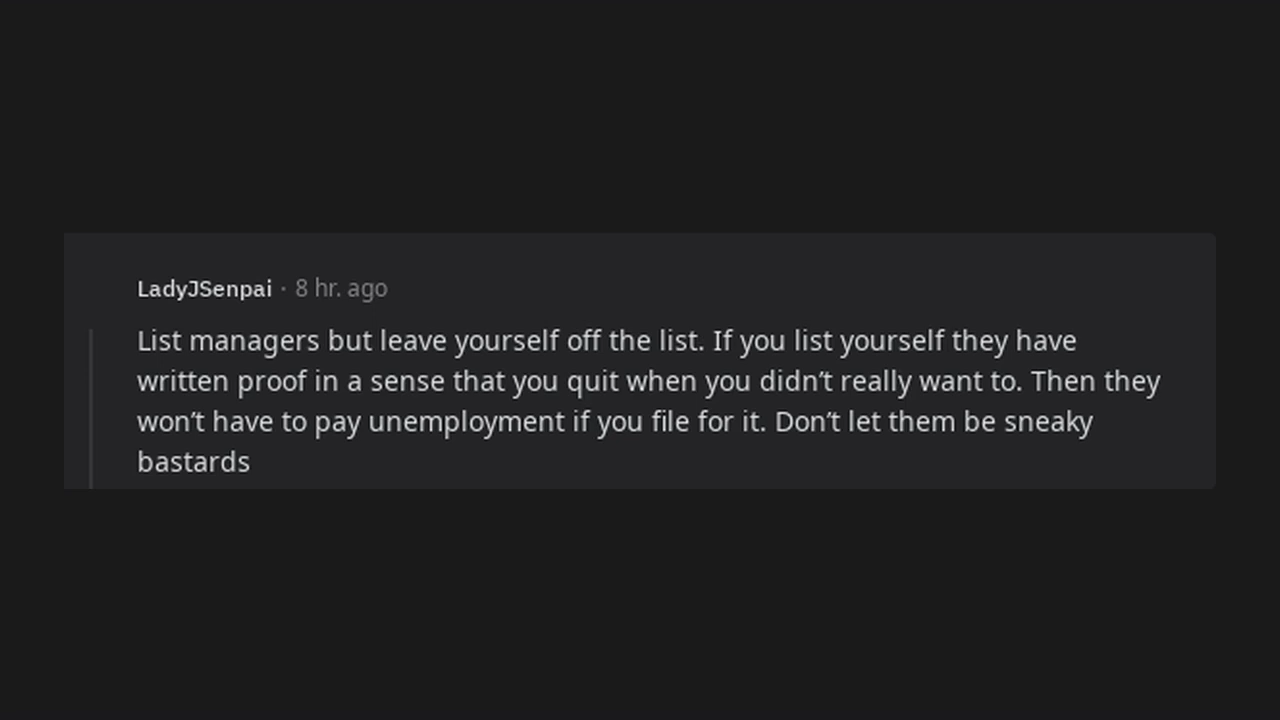 LadyJSenpai · 8 hr. ago
List managers but leave yourself off the list. If you list yourself they have
written proof in a sense that you quit when you didn’t really want to. Then they
won’t have to pay unemployment if you file for it. Don’t let them be sneaky
bastards